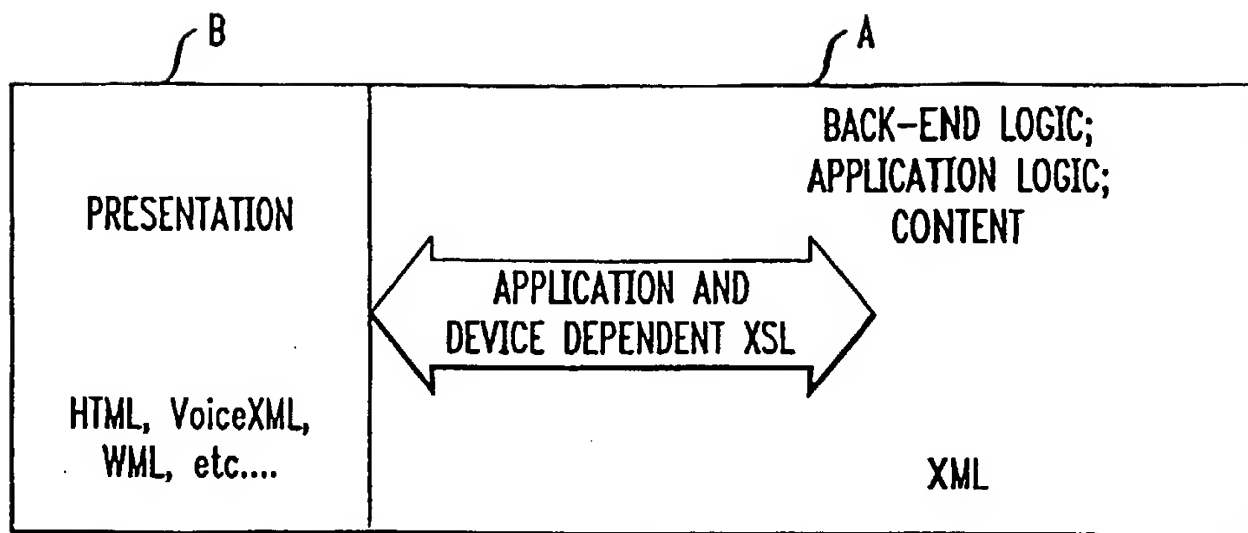 B
A
BACK-END LOGIC;
APPLICATION LOGIC;
CONTENT
PRESENTATION
APPLICATION AND
DEVICE DEPENDENT XSL
HTML, VoiceXML,
WML, etc....
XML